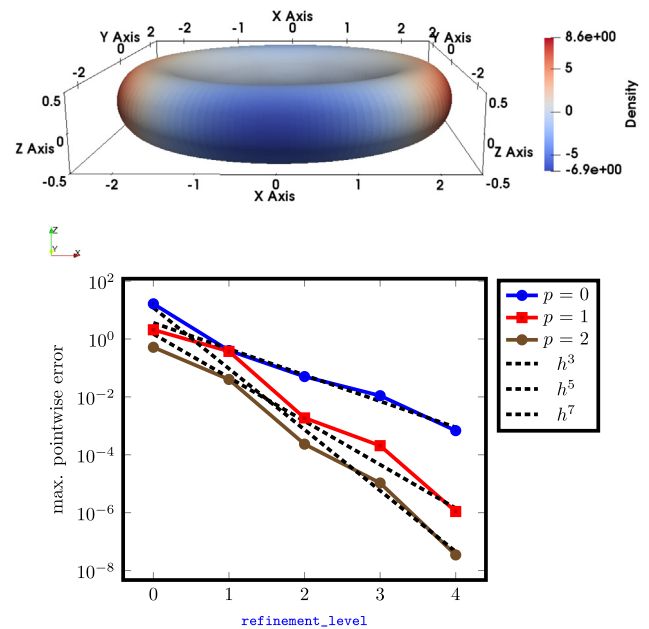 X Axis
-2 -1 0 1 2
Y Axis 2 0 -2
2 Y Axis 0 -2
0.5 Z Axis 0 -0.5
0.5 0 Z Axis -0.5
-2 -1 0 1 2
X Axis
8.6e+00
5
0
-5
-6.9e+00
Density
Z
Y X
max. pointwise error
10^2
10^0
10^−2
10^−4
10^−6
10^−8
0 1 2 3 4
refinement_level
p = 0
p = 1
p = 2
h^3
h^5
h^7